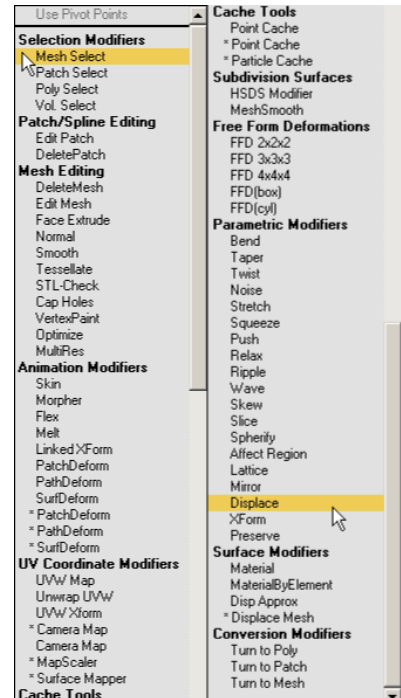 Use Pivot Points
Selection Modifiers
Mesh Select
Patch Select
Poly Select
Vol. Select
Patch/Spline Editing
Edit Patch
DeletePatch
Mesh Editing
DeleteMesh
Edit Mesh
Face Extrude
Normal
Smooth
Tessellate
STL-Check
Cap Holes
VertexPaint
Optimize
MultiRes
Animation Modifiers
Skin
Morpher
Flex
Melt
Linked XForm
PatchDeform
PathDeform
SurfDeform
* PatchDeform
* PathDeform
* SurfDeform
UV Coordinate Modifiers
UVW Map
Unwrap UVW
UVW Xform
* Camera Map
Camera Map
* MapScaler
* Surface Mapper
Cache Tools
Cache Tools
Point Cache
* Point Cache
* Particle Cache
Subdivision Surfaces
HSDS Modifier
MeshSmooth
Free Form Deformations
FFD 2x2x2
FFD 3x3x3
FFD 4x4x4
FFD(box)
FFD(cyl)
Parametric Modifiers
Bend
Taper
Twist
Noise
Stretch
Squeeze
Push
Relax
Ripple
Wave
Skew
Slice
Spherify
Affect Region
Lattice
Mirror
Displace
XForm
Preserve
Surface Modifiers
Material
MaterialByElement
Disp Approx
* Displace Mesh
Conversion Modifiers
Turn to Poly
Turn to Patch
Turn to Mesh